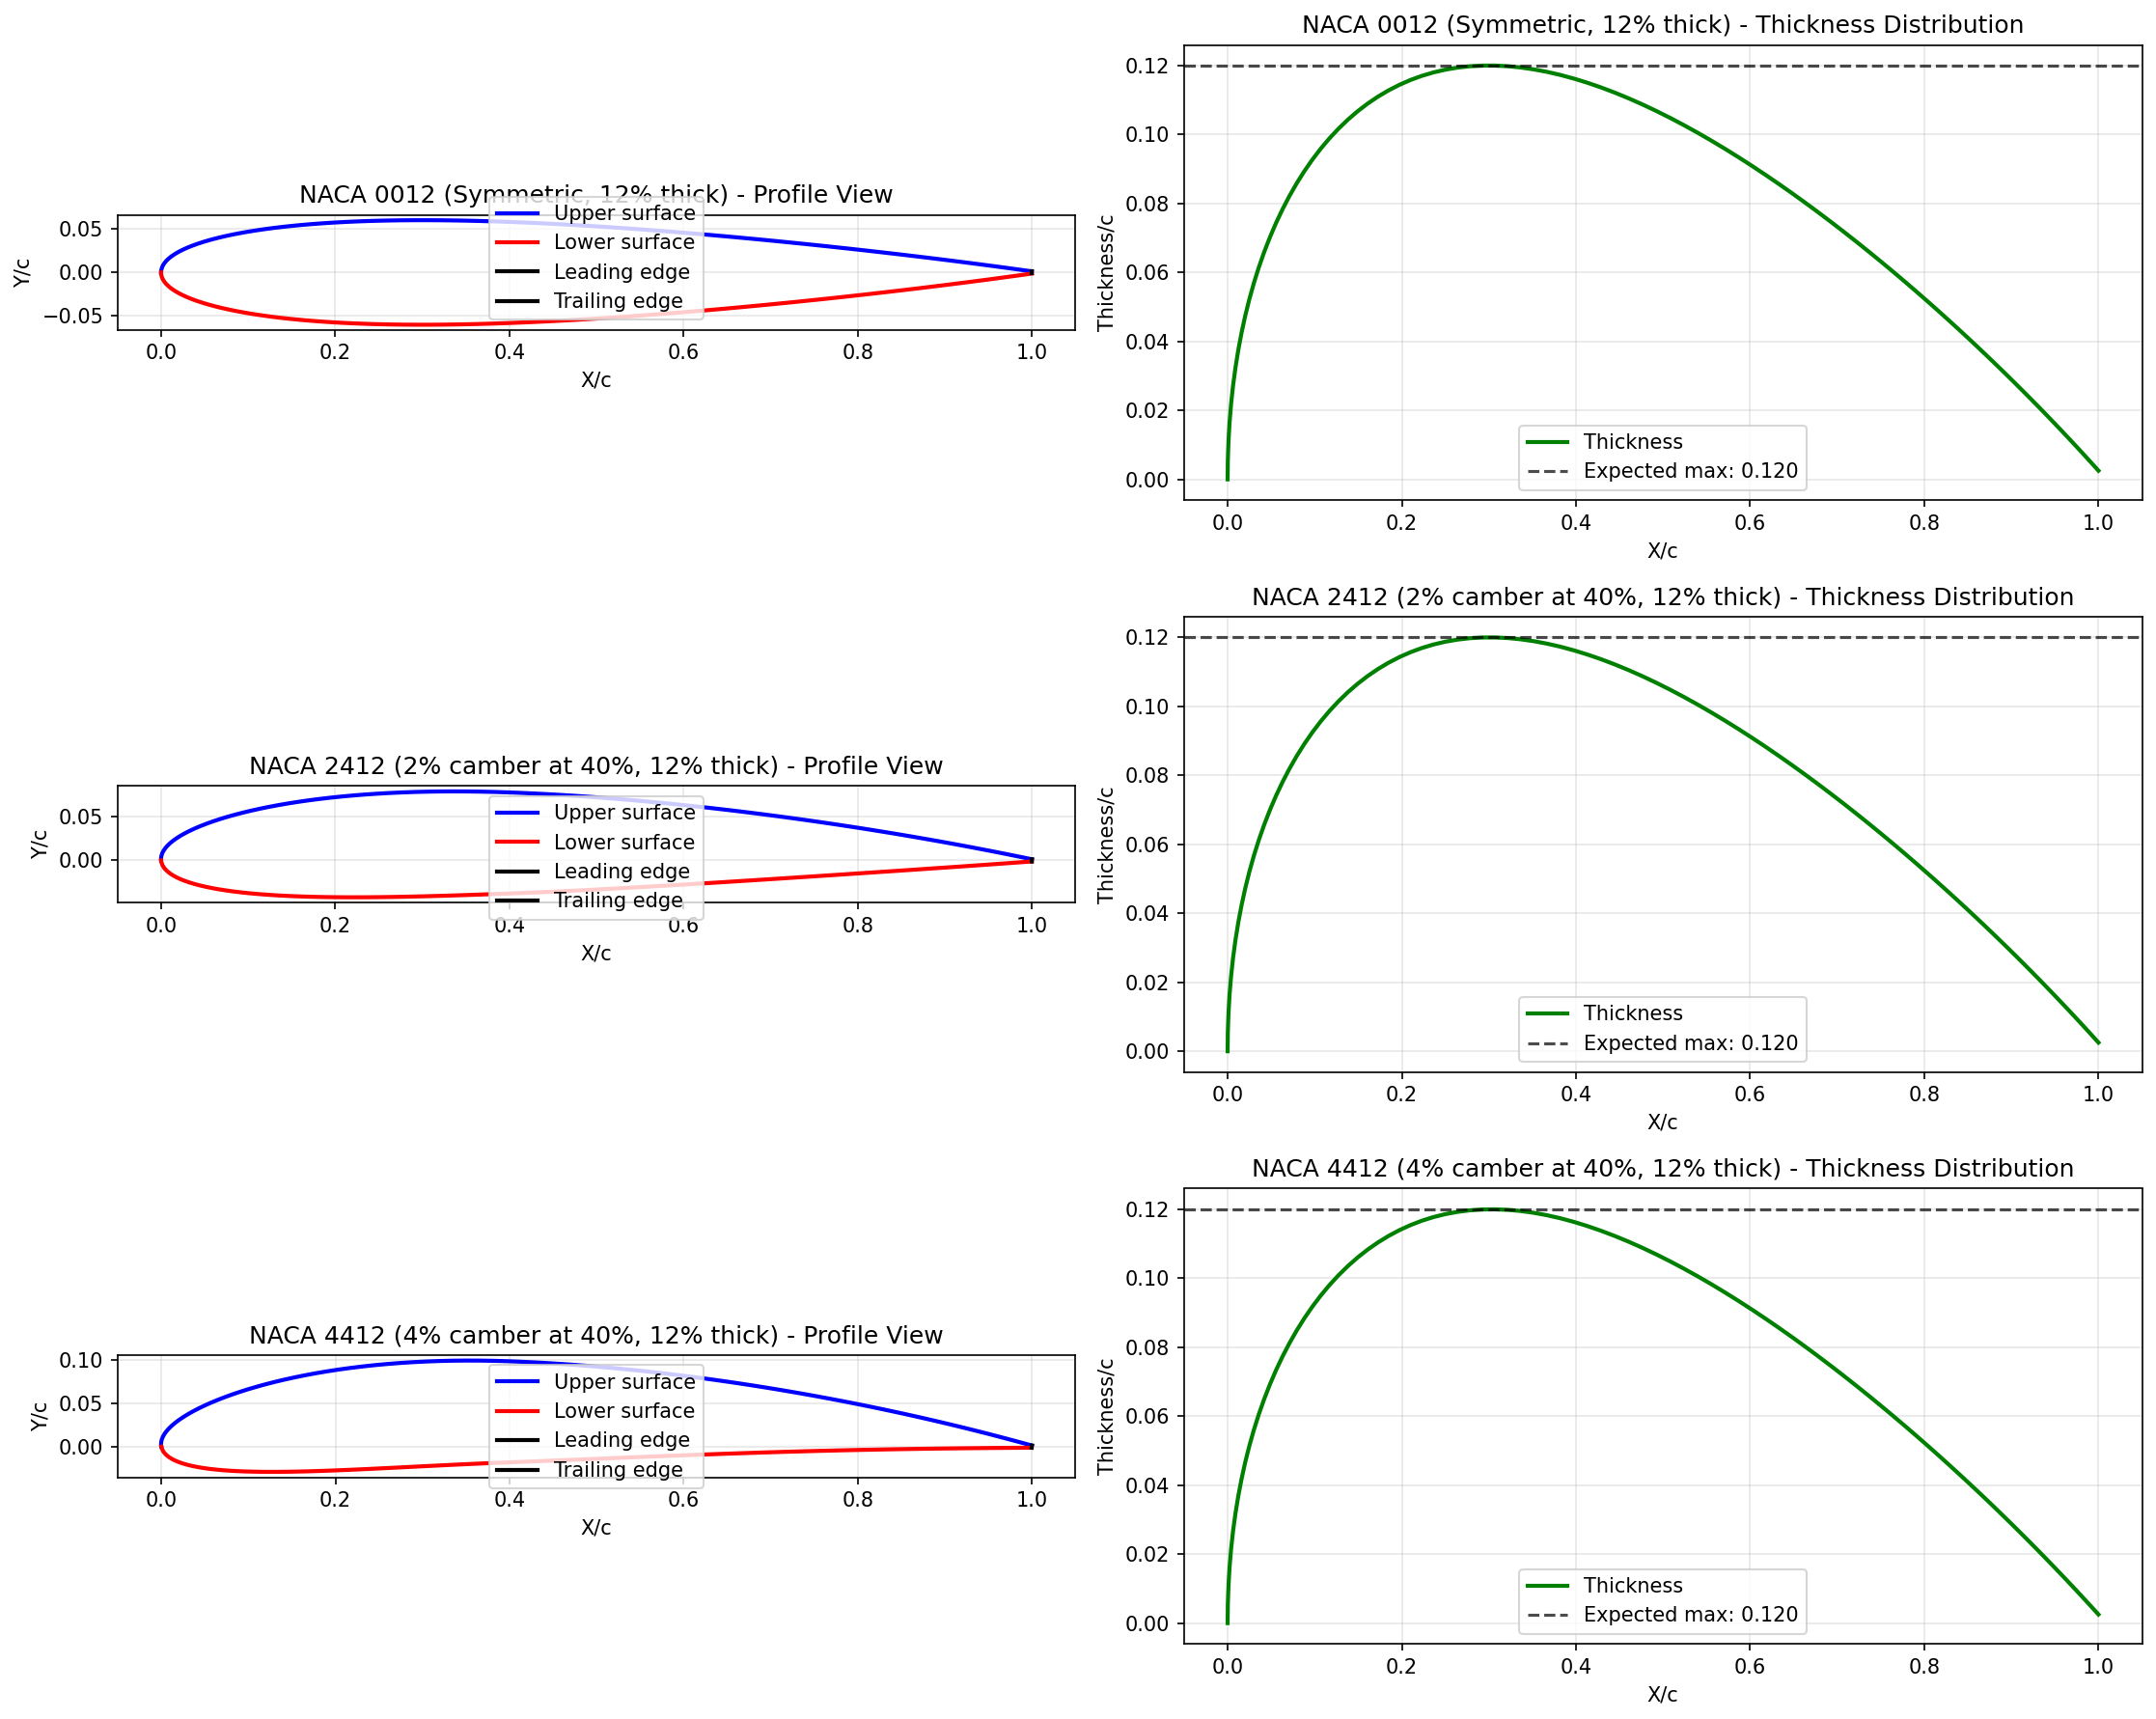 NACA 0012 (Symmetric, 12% thick) - Profile View
Y/c
0.05
0.00
−0.05
Upper surface
Lower surface
Leading edge
Trailing edge
0.0 0.2 0.4 0.6 0.8 1.0
X/c
NACA 0012 (Symmetric, 12% thick) - Thickness Distribution
Thickness/c
0.12
0.10
0.08
0.06
0.04
0.02
0.00
Thickness
Expected max: 0.120
0.0 0.2 0.4 0.6 0.8 1.0
X/c
NACA 2412 (2% camber at 40%, 12% thick) - Profile View
Y/c
0.05
0.00
Upper surface
Lower surface
Leading edge
Trailing edge
0.0 0.2 0.4 0.6 0.8 1.0
X/c
NACA 2412 (2% camber at 40%, 12% thick) - Thickness Distribution
Thickness/c
0.12
0.10
0.08
0.06
0.04
0.02
0.00
Thickness
Expected max: 0.120
0.0 0.2 0.4 0.6 0.8 1.0
X/c
NACA 4412 (4% camber at 40%, 12% thick) - Profile View
Y/c
0.10
0.05
0.00
Upper surface
Lower surface
Leading edge
Trailing edge
0.0 0.2 0.4 0.6 0.8 1.0
X/c
NACA 4412 (4% camber at 40%, 12% thick) - Thickness Distribution
Thickness/c
0.12
0.10
0.08
0.06
0.04
0.02
0.00
Thickness
Expected max: 0.120
0.0 0.2 0.4 0.6 0.8 1.0
X/c